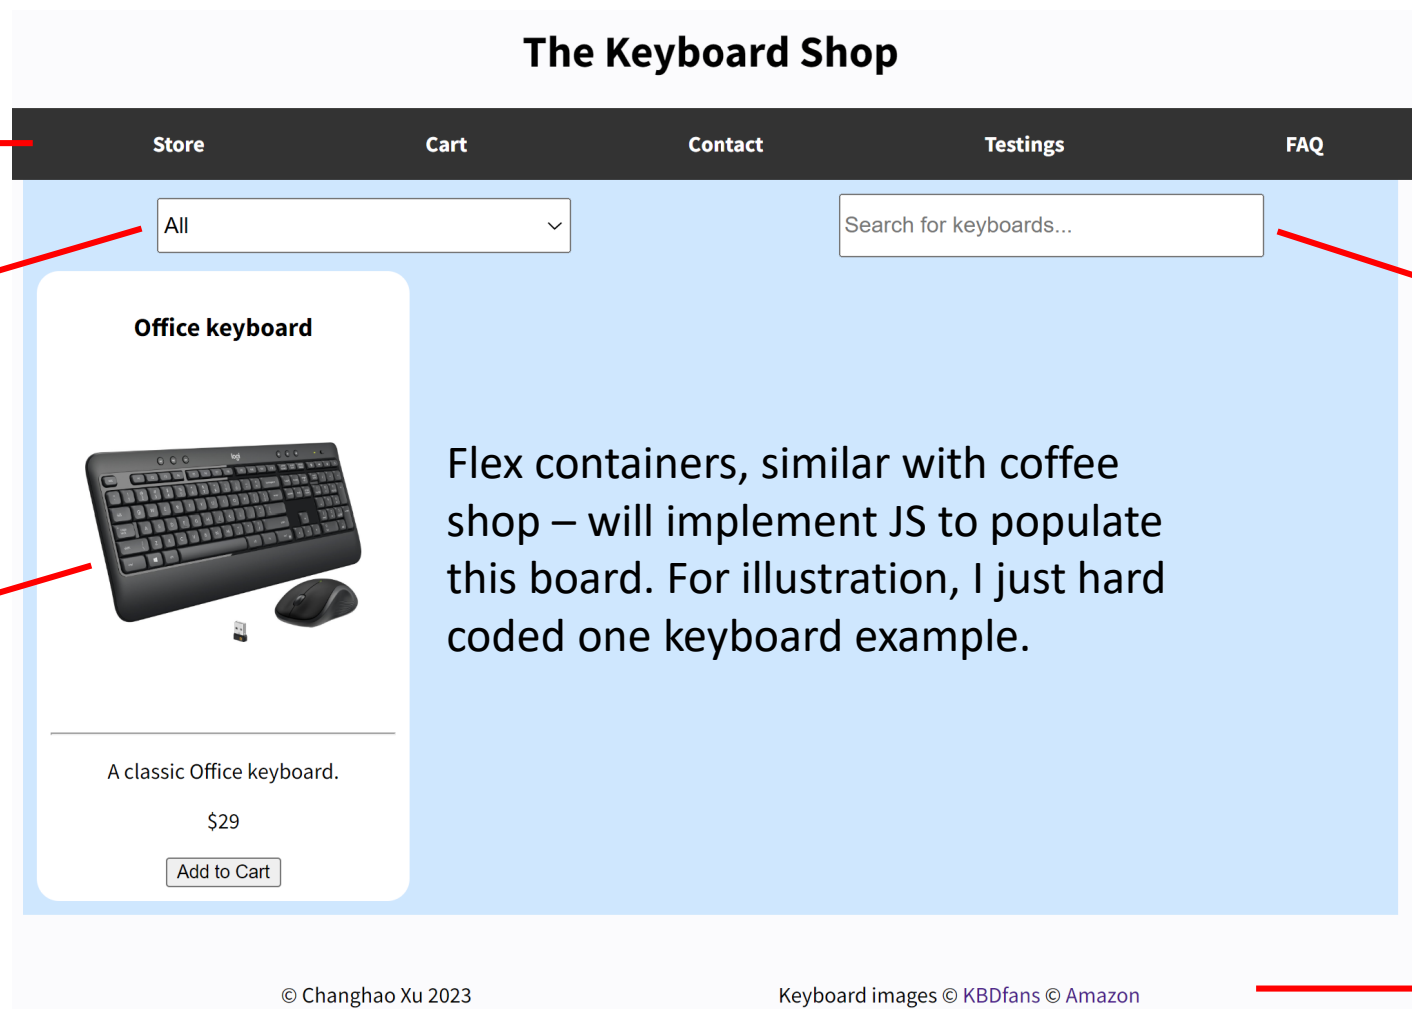 The Keyboard Shop
Store Cart Contact Testings FAQ
All
Search for keyboards...
Office keyboard
logi
Flex containers, similar with coffee
shop – will implement JS to populate
this board. For illustration, I just hard
coded one keyboard example.
A classic Office keyboard.
$29
Add to Cart
© Changhao Xu 2023
Keyboard images © KBDfans © Amazon